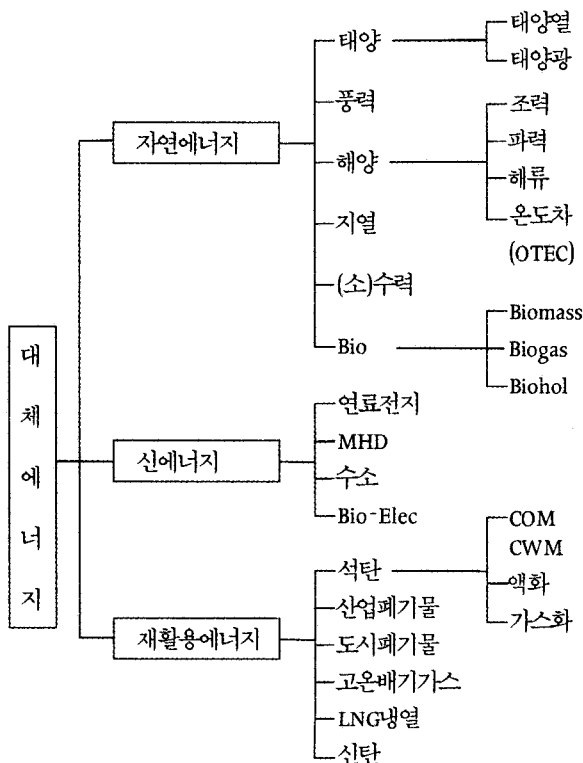 대체에너지
자연에너지
태양
태양열
태양광
풍력
해양
조력
파력
해류
온도차
(OTEC)
지열
(소)수력
Bio
Biomass
Biogas
Biohol
신에너지
연료전지
MHD
수소
Bio-Elec
재활용에너지
석탄
COM
CWM
액화
가스화
산업폐기물
도시폐기물
고온배기가스
LNG냉열
신탄